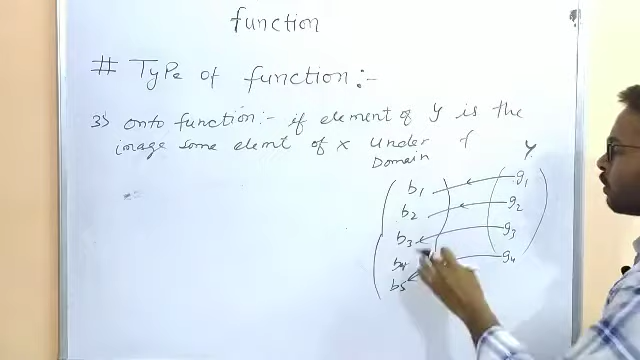 function
# Type of function:-
3) onto function:- if element of Y is the
image some elemt of x under f
Domain
Y
b1 g1
b2 g2
b3 g3
b4 g4
b5